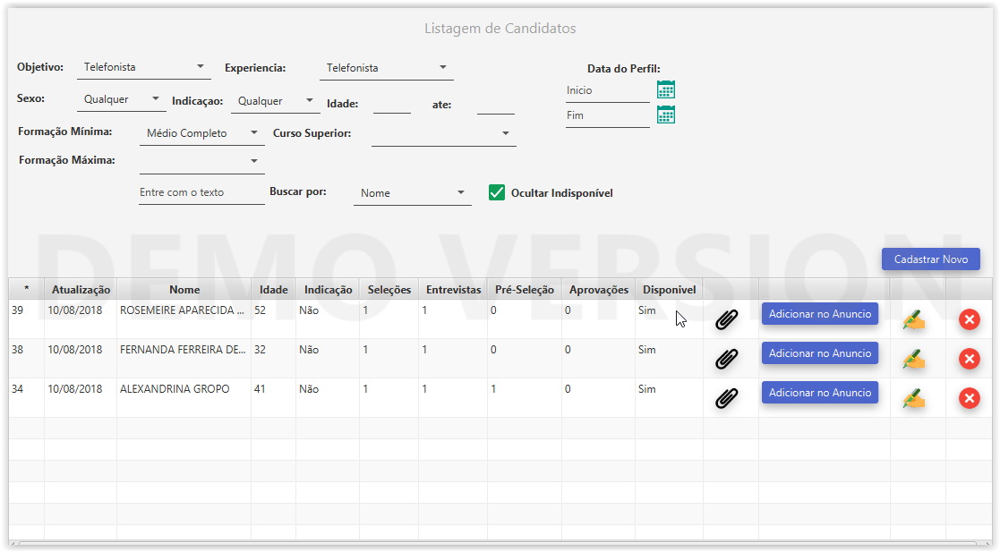 Listagem de Candidatos
Objetivo: Telefonista Experiencia: Telefonista Data do Perfil:
Inicio
Sexo: Qualquer Indicaçao: Qualquer Idade: ate:
Fim
Formação Mínima: Médio Completo Curso Superior:
Formação Máxima:
Entre com o texto Buscar por: Nome Ocultar Indisponível
DEMO VERSION
Cadastrar Novo
* Atualização Nome Idade Indicação Seleções Entrevistas Pré-Seleção Aprovações Disponivel
39 10/08/2018 ROSEMEIRE APARECIDA ... 52 Não 1 1 0 0 Sim Adicionar no Anuncio
38 10/08/2018 FERNANDA FERREIRA DE... 32 Não 1 1 0 0 Sim Adicionar no Anuncio
34 10/08/2018 ALEXANDRINA GROPO 41 Não 1 1 1 0 Sim Adicionar no Anuncio